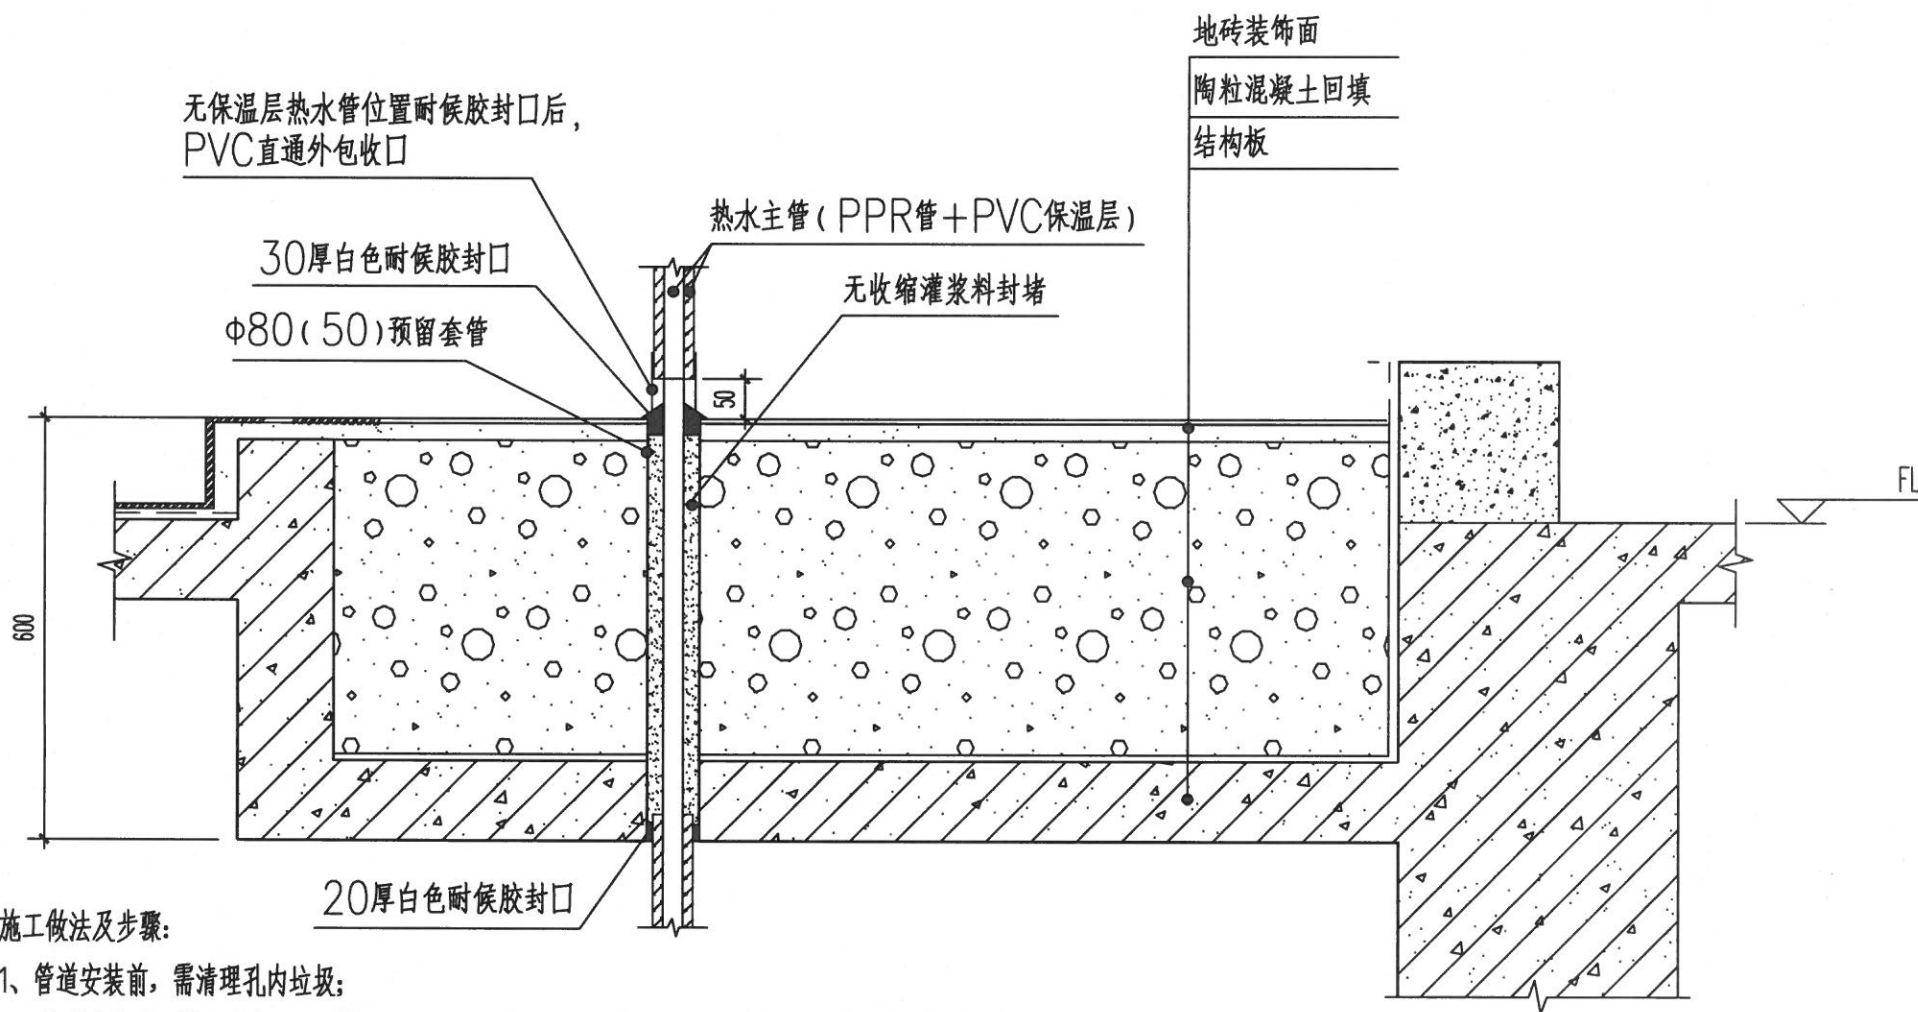 地砖装饰面
陶粒混凝土回填
结构板
无保温层热水管位置耐候胶封口后，
PVC直通外包收口
热水主管（PPR管+PVC保温层）
30厚白色耐候胶封口
无收缩灌浆料封堵
Φ80（50）预留套管
50
FL
600
20厚白色耐候胶封口
施工做法及步骤：
1、管道安装前，需清理孔内垃圾；